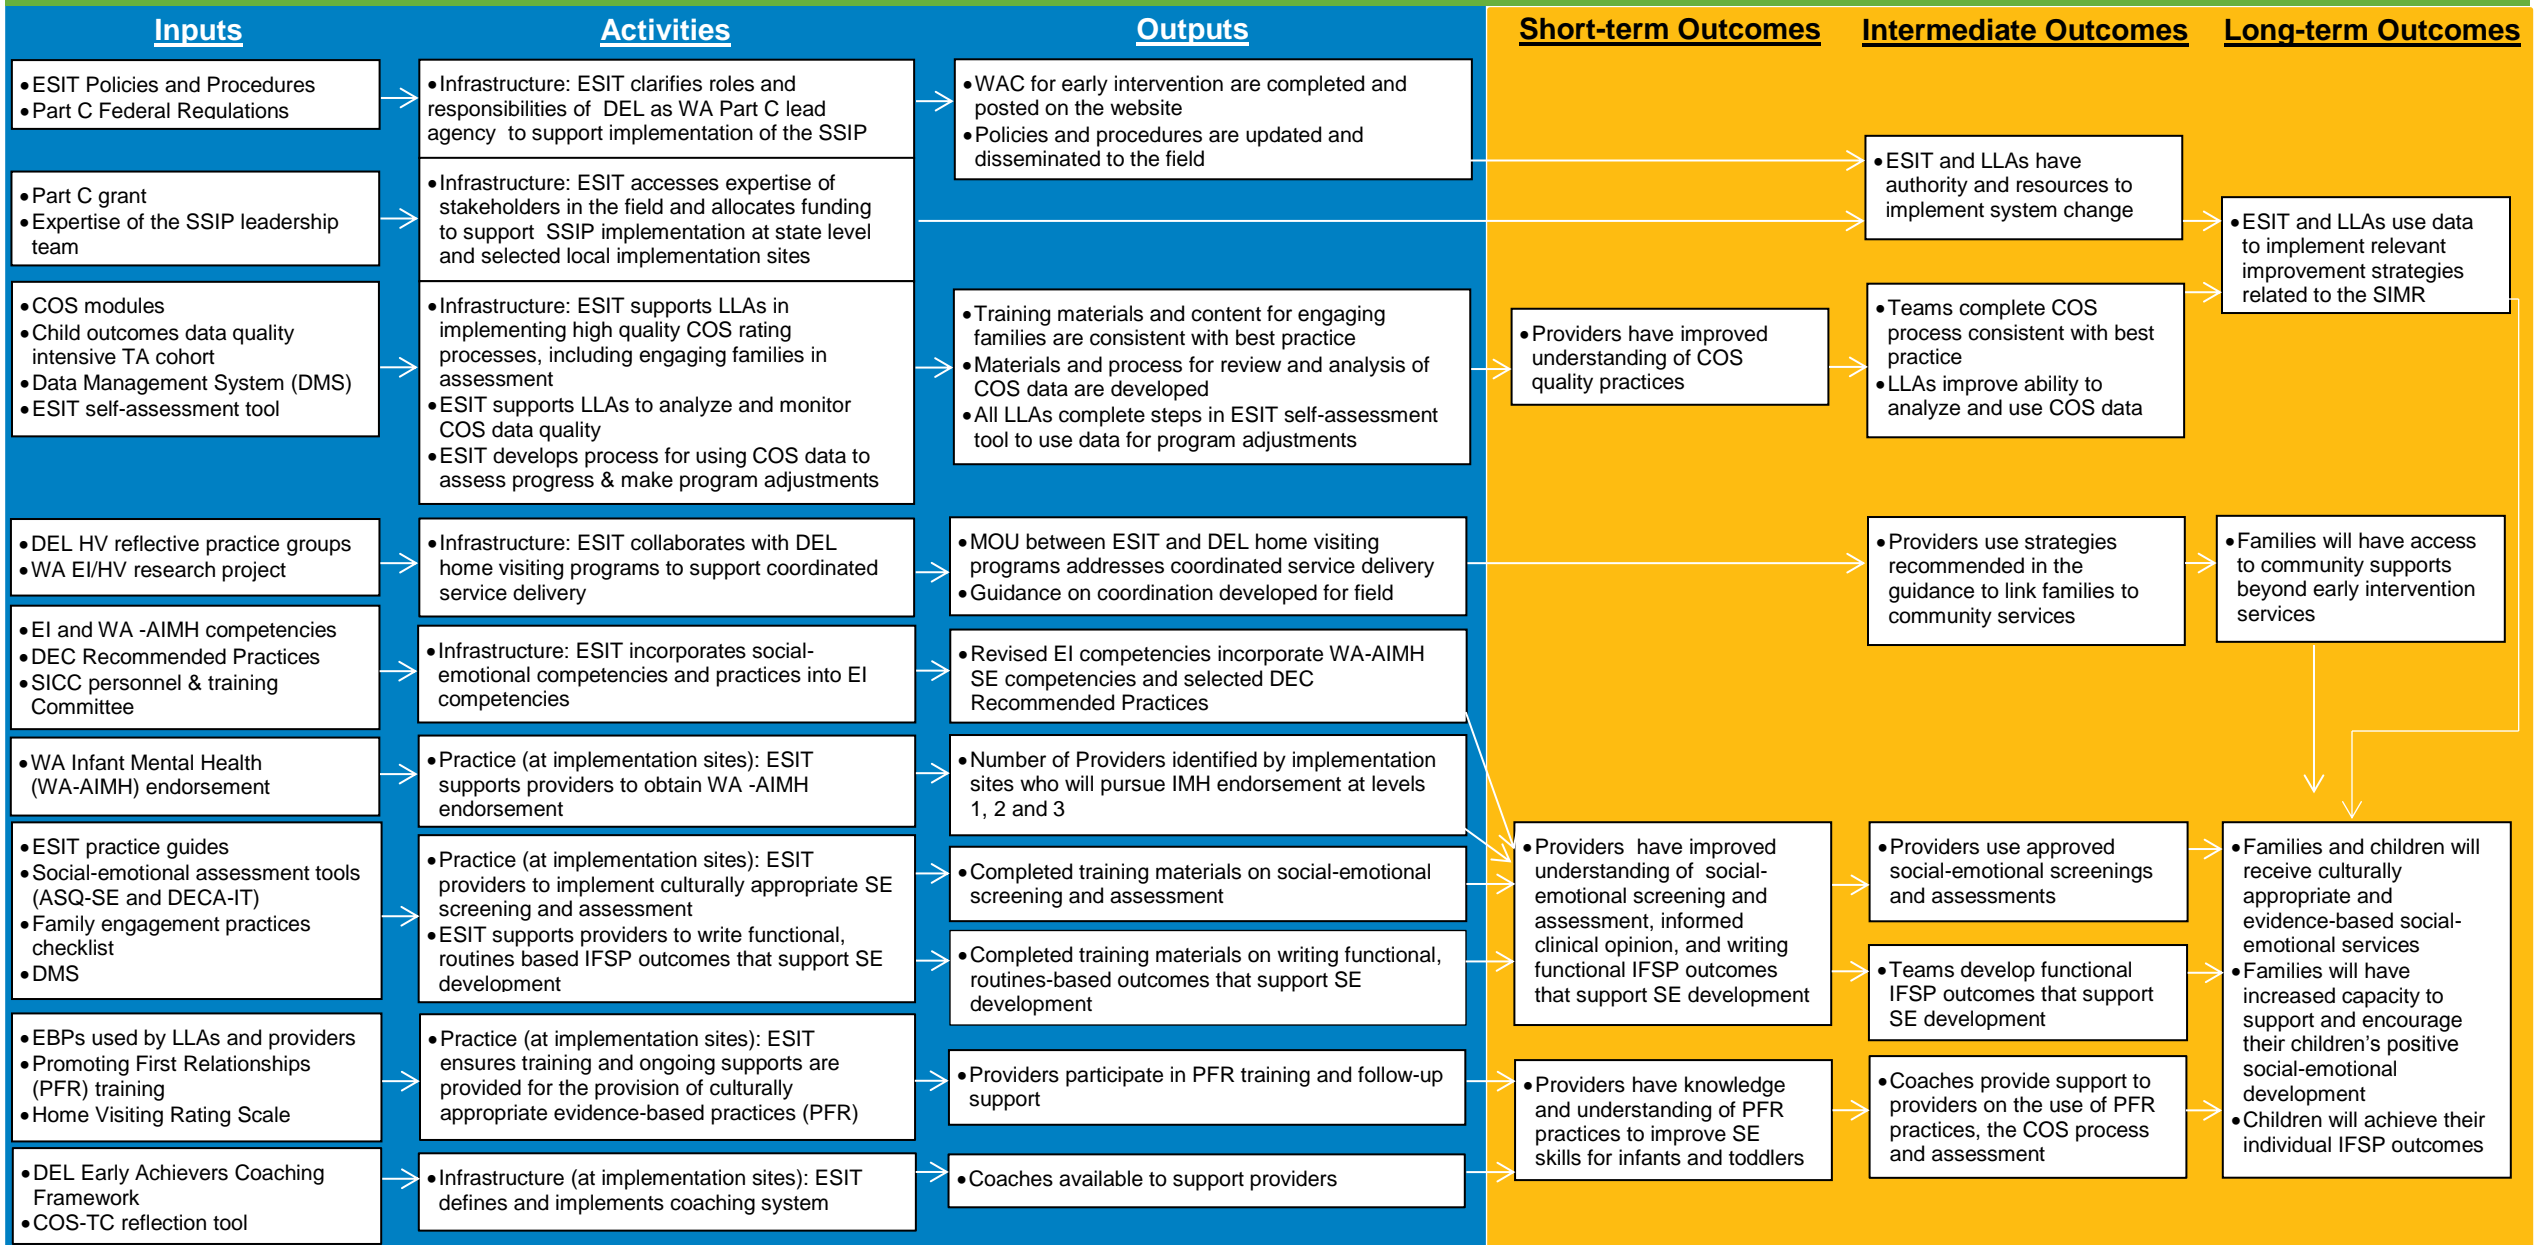 Inputs
Activities
Outputs
Short-term Outcomes
Intermediate Outcomes
Long-term Outcomes
•ESIT Policies and Procedures
•Part C Federal Regulations
•Infrastructure: ESIT clarifies roles and
responsibilities of DEL as WA Part C lead
agency to support implementation of the SSIP
•WAC for early intervention are completed and
posted on the website
•Policies and procedures are updated and
disseminated to the field
•Part C grant
•Expertise of the SSIP leadership
team
•Infrastructure: ESIT accesses expertise of
stakeholders in the field and allocates funding
to support SSIP implementation at state level
and selected local implementation sites
•ESIT and LLAs have
authority and resources to
implement system change
•ESIT and LLAs use data
to implement relevant
improvement strategies
related to the SIMR
•COS modules
•Child outcomes data quality
intensive TA cohort
•Data Management System (DMS)
•ESIT self-assessment tool
•Infrastructure: ESIT supports LLAs in
implementing high quality COS rating
processes, including engaging families in
assessment
•ESIT supports LLAs to analyze and monitor
COS data quality
•ESIT develops process for using COS data to
assess progress & make program adjustments
•Training materials and content for engaging
families are consistent with best practice
•Materials and process for review and analysis of
COS data are developed
•All LLAs complete steps in ESIT self-assessment
tool to use data for program adjustments
•Providers have improved
understanding of COS
quality practices
•Teams complete COS
process consistent with best
practice
•LLAs improve ability to
analyze and use COS data
•DEL HV reflective practice groups
•WA EI/HV research project
•Infrastructure: ESIT collaborates with DEL
home visiting programs to support coordinated
service delivery
•MOU between ESIT and DEL home visiting
programs addresses coordinated service delivery
•Guidance on coordination developed for field
•Providers use strategies
recommended in the
guidance to link families to
community services
•Families will have access
to community supports
beyond early intervention
services
•EI and WA -AIMH competencies
•DEC Recommended Practices
•SICC personnel & training
Committee
•Infrastructure: ESIT incorporates social-
emotional competencies and practices into EI
competencies
•Revised EI competencies incorporate WA-AIMH
SE competencies and selected DEC
Recommended Practices
•WA Infant Mental Health
(WA-AIMH) endorsement
•Practice (at implementation sites): ESIT
supports providers to obtain WA -AIMH
endorsement
•Number of Providers identified by implementation
sites who will pursue IMH endorsement at levels
1, 2 and 3
•ESIT practice guides
•Social-emotional assessment tools
(ASQ-SE and DECA-IT)
•Family engagement practices
checklist
•DMS
•Practice (at implementation sites): ESIT
providers to implement culturally appropriate SE
screening and assessment
•ESIT supports providers to write functional,
routines based IFSP outcomes that support SE
development
•Completed training materials on social-emotional
screening and assessment
•Completed training materials on writing functional,
routines-based outcomes that support SE
development
•Providers have improved
understanding of social-
emotional screening and
assessment, informed
clinical opinion, and writing
functional IFSP outcomes
that support SE development
•Providers use approved
social-emotional screenings
and assessments
•Teams develop functional
IFSP outcomes that support
SE development
•Families and children will
receive culturally
appropriate and
evidence-based social-
emotional services
•Families will have
increased capacity to
support and encourage
their children's positive
social-emotional
development
•Children will achieve their
individual IFSP outcomes
•EBPs used by LLAs and providers
•Promoting First Relationships
(PFR) training
•Home Visiting Rating Scale
•Practice (at implementation sites): ESIT
ensures training and ongoing supports are
provided for the provision of culturally
appropriate evidence-based practices (PFR)
•Providers participate in PFR training and follow-up
support
•Providers have knowledge
and understanding of PFR
practices to improve SE
skills for infants and toddlers
•Coaches provide support to
providers on the use of PFR
practices, the COS process
and assessment
•DEL Early Achievers Coaching
Framework
•COS-TC reflection tool
•Infrastructure (at implementation sites): ESIT
defines and implements coaching system
•Coaches available to support providers